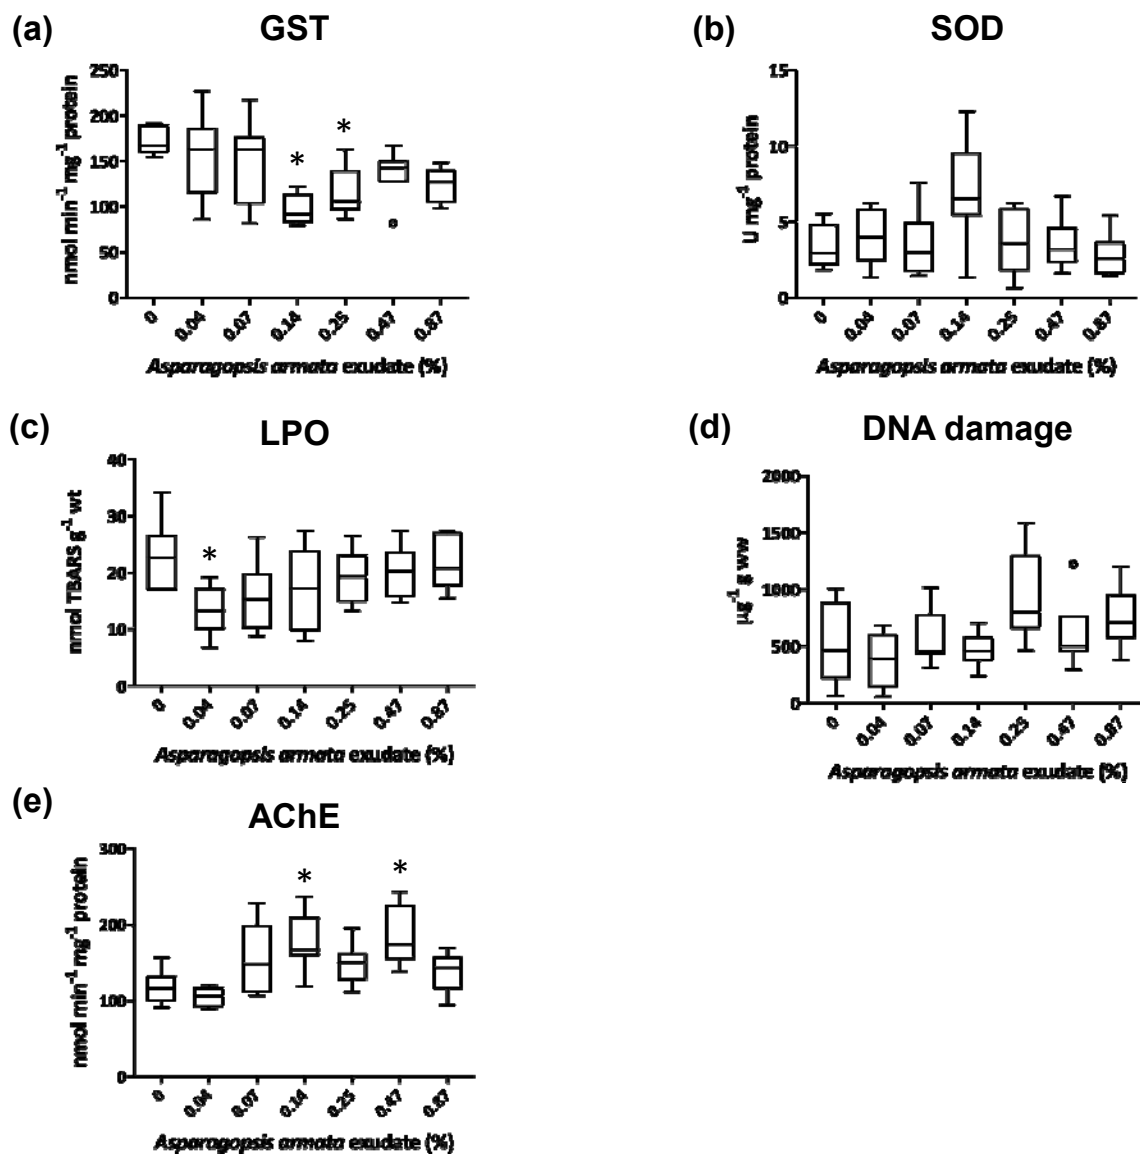 (a) GST
nmol min⁻¹ mg⁻¹ protein
250
200
150
100
50
0
* *
0 0.04 0.07 0.14 0.25 0.47 0.87
Asparagopsis armata exudate (%)
(b) SOD
U mg⁻¹ protein
15
10
5
0
0 0.04 0.07 0.14 0.25 0.47 0.87
Asparagopsis armata exudate (%)
(c) LPO
nmol TBARS g⁻¹ wt
40
30
20
10
0
*
0 0.04 0.07 0.14 0.25 0.47 0.87
Asparagopsis armata exudate (%)
(d) DNA damage
µg⁻¹ g ww
2000
1500
1000
500
0
0 0.04 0.07 0.14 0.25 0.47 0.87
Asparagopsis armata exudate (%)
(e) AChE
nmol min⁻¹ mg⁻¹ protein
300
200
100
0
* *
0 0.04 0.07 0.14 0.25 0.47 0.87
Asparagopsis armata exudate (%)